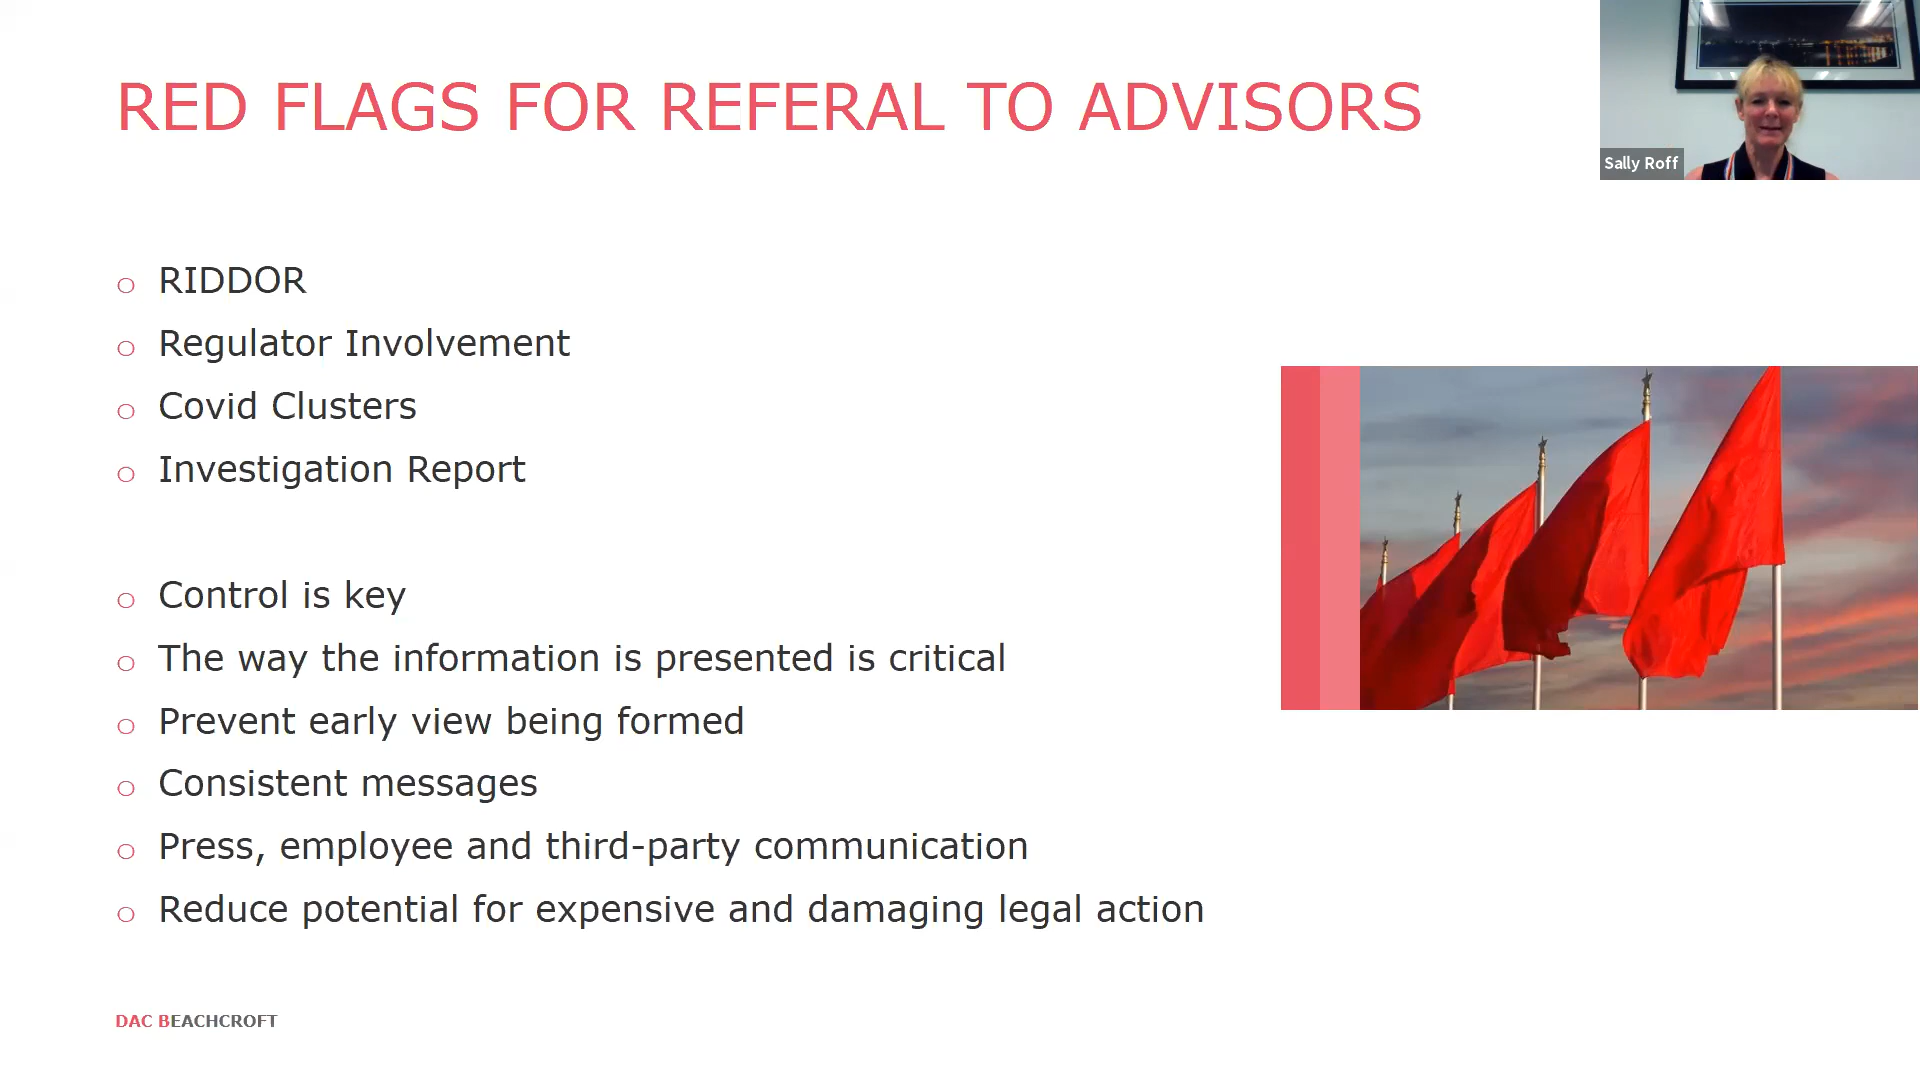 RED FLAGS FOR REFERAL TO ADVISORS
Sally Roff
RIDDOR
Regulator Involvement
Covid Clusters
Investigation Report
Control is key
The way the information is presented is critical
Prevent early view being formed
Consistent messages
Press, employee and third-party communication
Reduce potential for expensive and damaging legal action
DAC BEACHCROFT